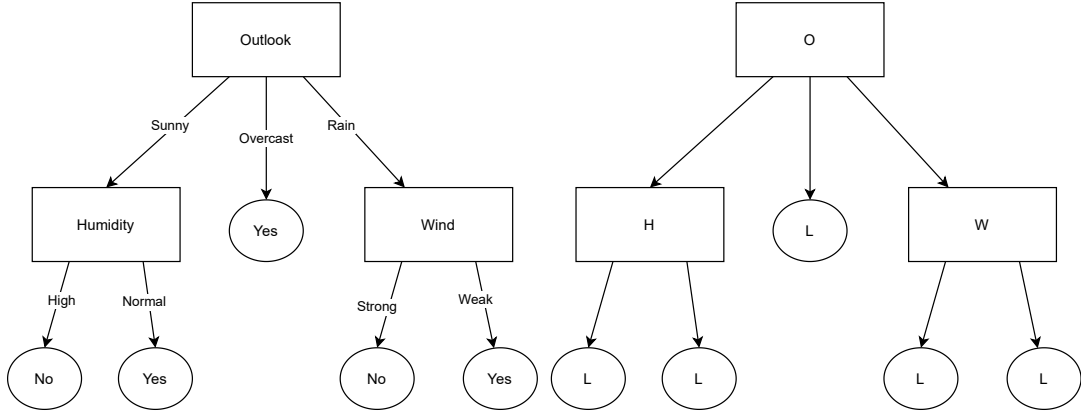 Outlook
O
Sunny
Overcast
Rain
Humidity
Yes
Wind
H
L
W
High
Normal
Strong
Weak
No
Yes
No
Yes
L
L
L
L